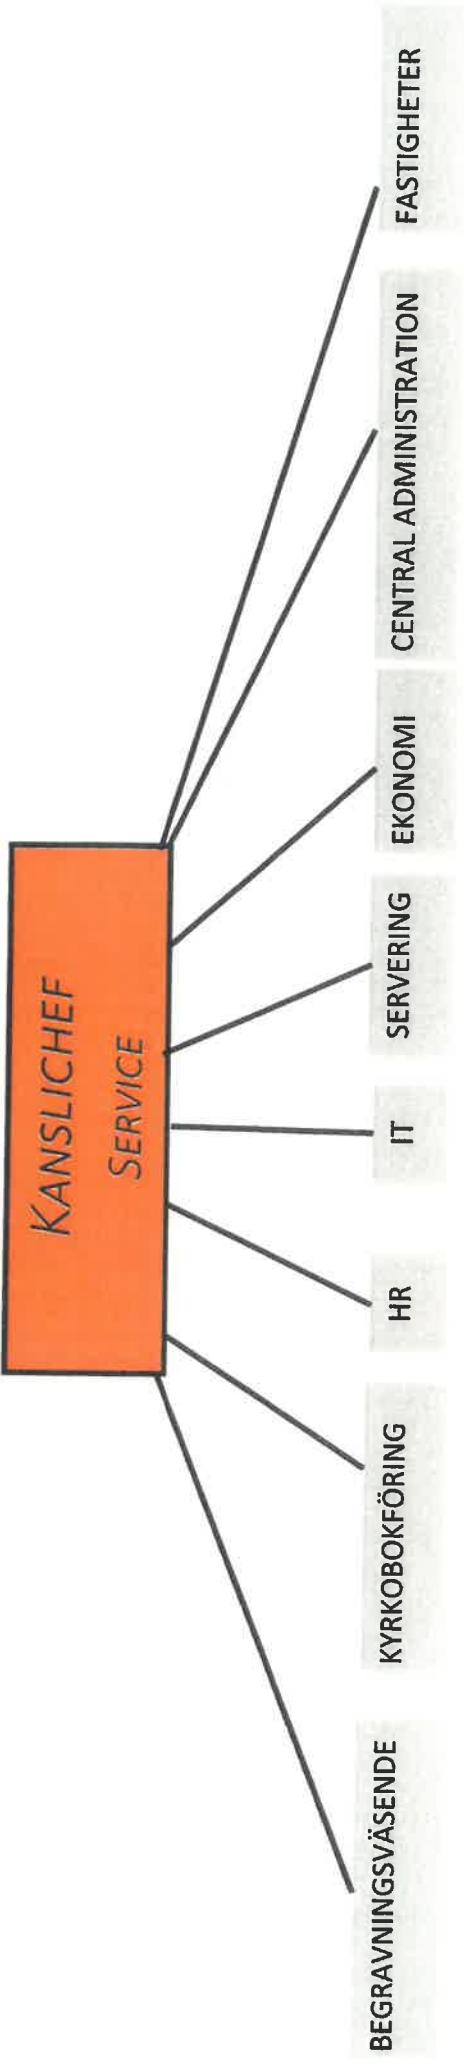 KANSLICHEF
SERVICE
BEGRAVNINGSVÄSENDE
KYRKOBOKFÖRING
HR
IT
SERVERING
EKONOMI
CENTRAL ADMINISTRATION
FASTIGHETER